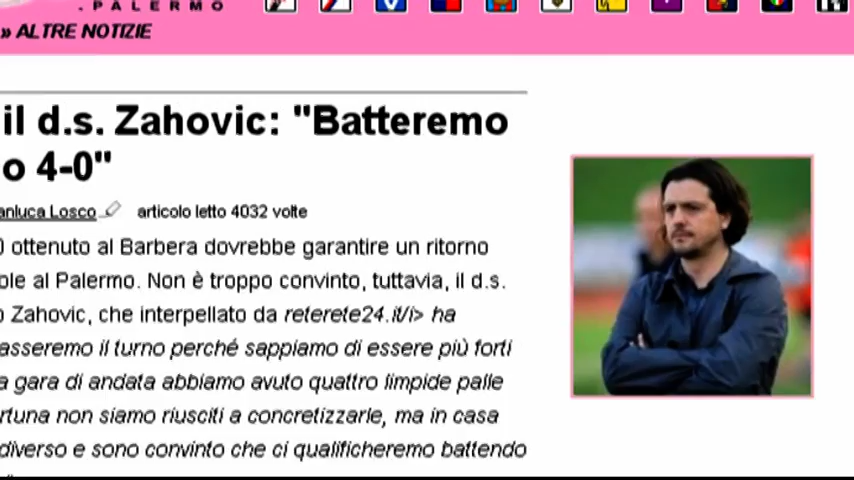 .PALERMO
» ALTRE NOTIZIE
il d.s. Zahovic: "Batteremo
o 4-0"
anluca Losco articolo letto 4032 volte
0 ottenuto al Barbera dovrebbe garantire un ritorno
ole al Palermo. Non è troppo convinto, tuttavia, il d.s.
o Zahovic, che interpellato da reterete24.it/i> ha
asseremo il turno perché sappiamo di essere più forti
a gara di andata abbiamo avuto quattro limpide palle
rtuna non siamo riusciti a concretizzarle, ma in casa
diverso e sono convinto che ci qualificheremo battendo